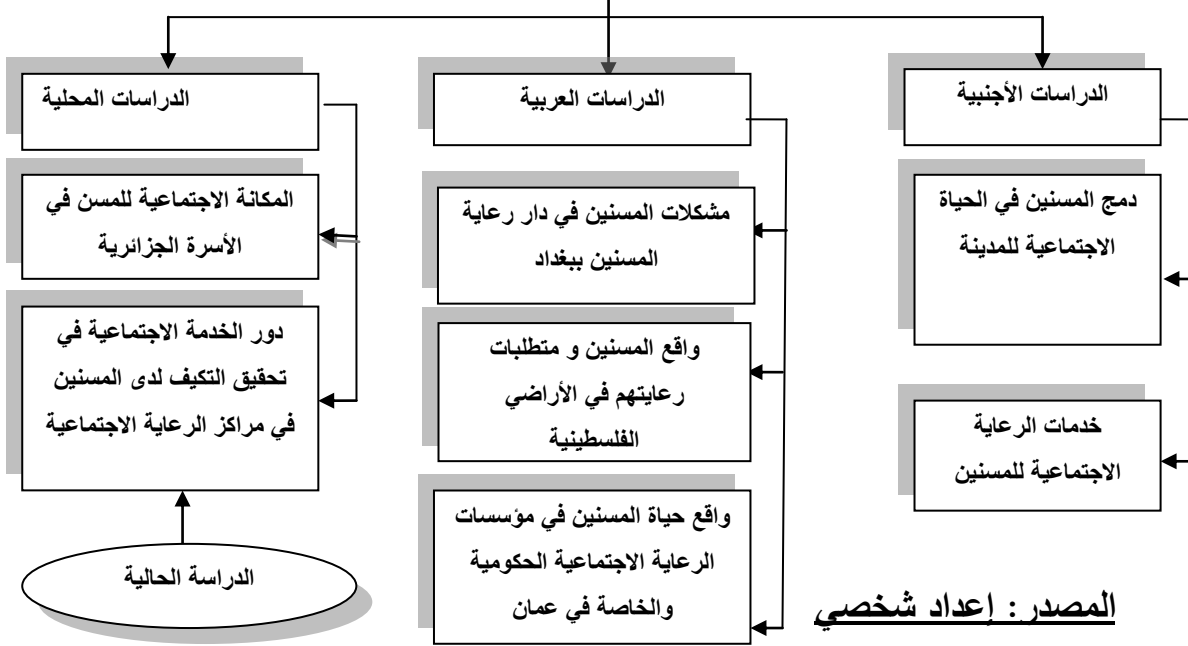 الدراسات الأجنبية
دمج المسنين في الحياة
الاجتماعية للمدينة
خدمات الرعاية
الاجتماعية للمسنين
الدراسات العربية
مشكلات المسنين في دار رعاية
المسنين ببغداد
واقع المسنين و متطلبات
رعايتهم في الأراضي
الفلسطينية
واقع حياة المسنين في مؤسسات
الرعاية الاجتماعية الحكومية
والخاصة في عمان
الدراسات المحلية
المكانة الاجتماعية للمسن في
الأسرة الجزائرية
دور الخدمة الاجتماعية في
تحقيق التكيف لدى المسنين
في مراكز الرعاية الاجتماعية
الدراسة الحالية
المصدر: إعداد شخصي